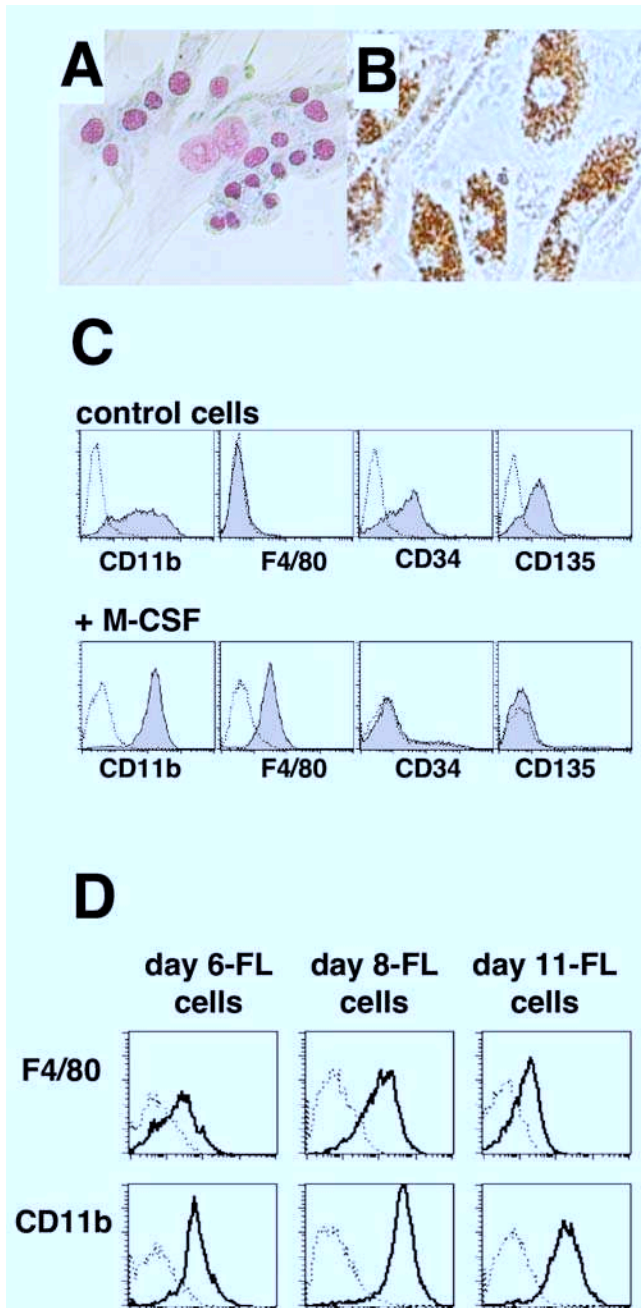 A
B
C
control cells
CD11b F4/80 CD34 CD135
+ M-CSF
CD11b F4/80 CD34 CD135
D
day 6-FL cells day 8-FL cells day 11-FL cells
F4/80
CD11b